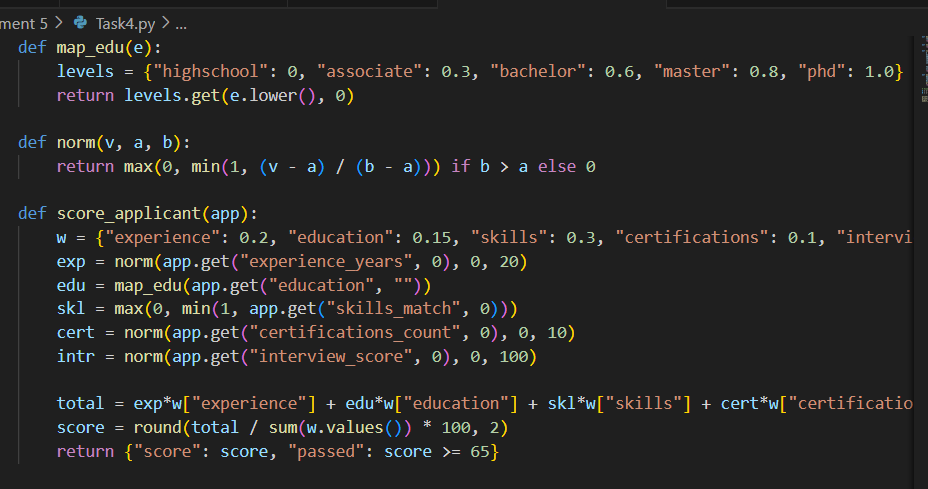 ment 5 > Task4.py > ...
def map_edu(e):
    levels = {"highschool": 0, "associate": 0.3, "bachelor": 0.6, "master": 0.8, "phd": 1.0}
    return levels.get(e.lower(), 0)
def norm(v, a, b):
    return max(0, min(1, (v - a) / (b - a))) if b > a else 0
def score_applicant(app):
    w = {"experience": 0.2, "education": 0.15, "skills": 0.3, "certifications": 0.1, "intervi
    exp = norm(app.get("experience_years", 0), 0, 20)
    edu = map_edu(app.get("education", ""))
    skl = max(0, min(1, app.get("skills_match", 0)))
    cert = norm(app.get("certifications_count", 0), 0, 10)
    intr = norm(app.get("interview_score", 0), 0, 100)
    total = exp*w["experience"] + edu*w["education"] + skl*w["skills"] + cert*w["certificatio
    score = round(total / sum(w.values()) * 100, 2)
    return {"score": score, "passed": score >= 65}